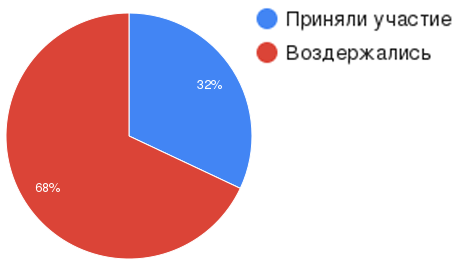 Приняли участие
Воздержались
32%
68%